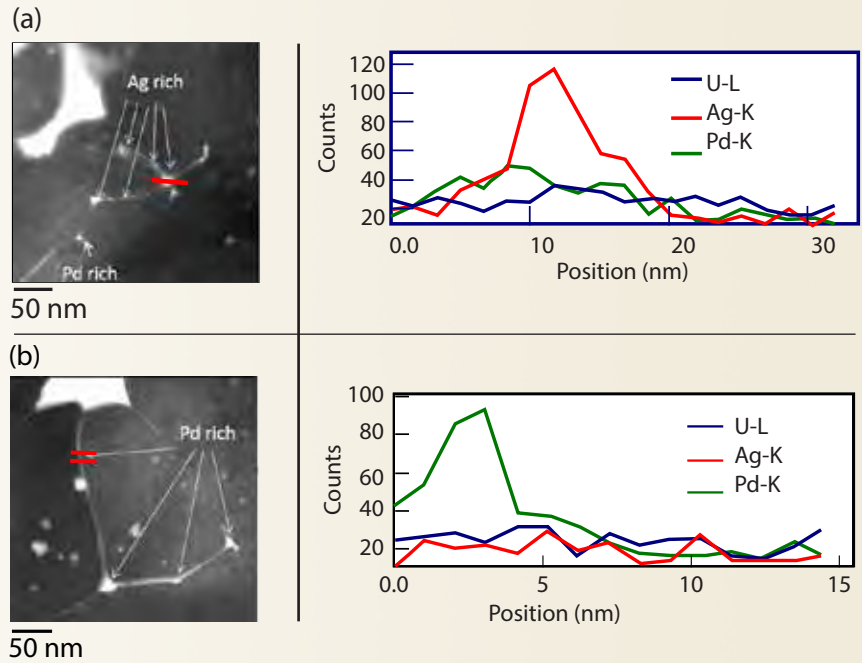 (a)
Ag rich
Pd rich
50 nm
120
100
80
60
40
20
Counts
U-L
Ag-K
Pd-K
0.0
10
20
30
Position (nm)
(b)
Pd rich
50 nm
100
80
60
40
20
Counts
U-L
Ag-K
Pd-K
0.0
5
10
15
Position (nm)